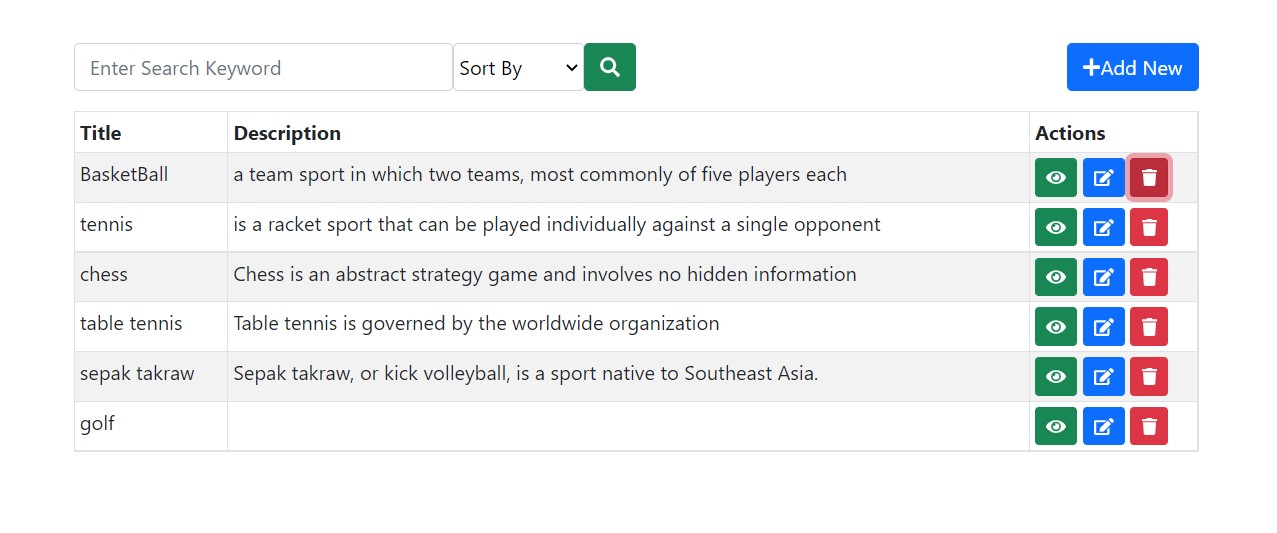 Enter Search Keyword Sort By +Add New
Title Description Actions
BasketBall a team sport in which two teams, most commonly of five players each
tennis is a racket sport that can be played individually against a single opponent
chess Chess is an abstract strategy game and involves no hidden information
table tennis Table tennis is governed by the worldwide organization
sepak takraw Sepak takraw, or kick volleyball, is a sport native to Southeast Asia.
golf